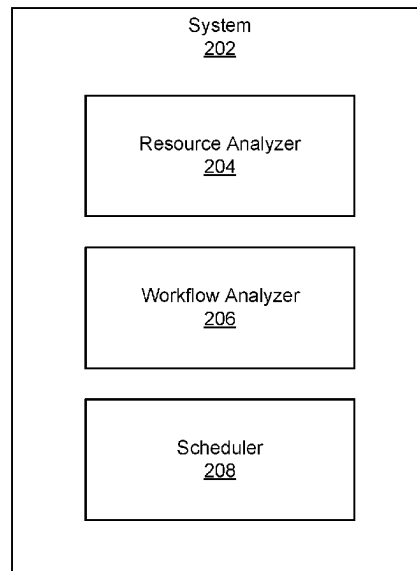 System
202
Resource Analyzer
204
Workflow Analyzer
206
Scheduler
208